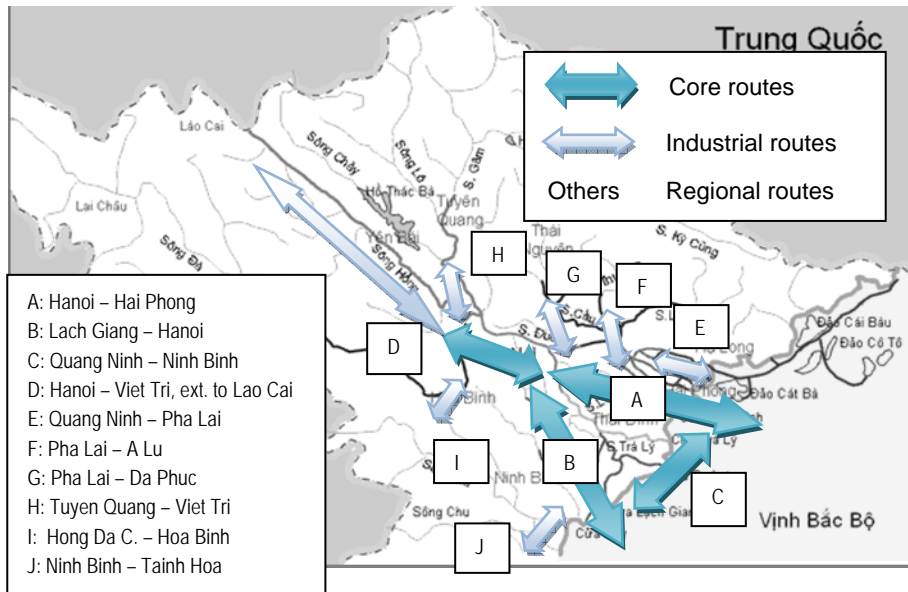 Trung Quốc
Core routes
Industrial routes
Others Regional routes
Lào Cai
Sông Chảy
Sông Lô
S. Gâm
Lai Châu
Hồ Thác Bà
Tuyên Quang
Yên Bái
Thái Nguyên
S. Kỳ Cùng
Sông Đà
Sông Hồng
H
G
F
S. Cầu
E
S. Đu
Đảo Cái Bầu
Đảo Cô Tô
Long
Đảo Cát Bà
D
A
Bình
A: Hanoi – Hai Phong
B: Lach Giang – Hanoi
C: Quang Ninh – Ninh Binh
D: Hanoi – Viet Tri, ext. to Lao Cai
E: Quang Ninh – Pha Lai
F: Pha Lai – A Lu
G: Pha Lai – Da Phuc
H: Tuyen Quang – Viet Tri
I: Hong Da C. – Hoa Binh
J: Ninh Binh – Tainh Hoa
I
B
C
S. Trà Lý
Ninh B
Sông Chu
Vịnh Bắc Bộ
J